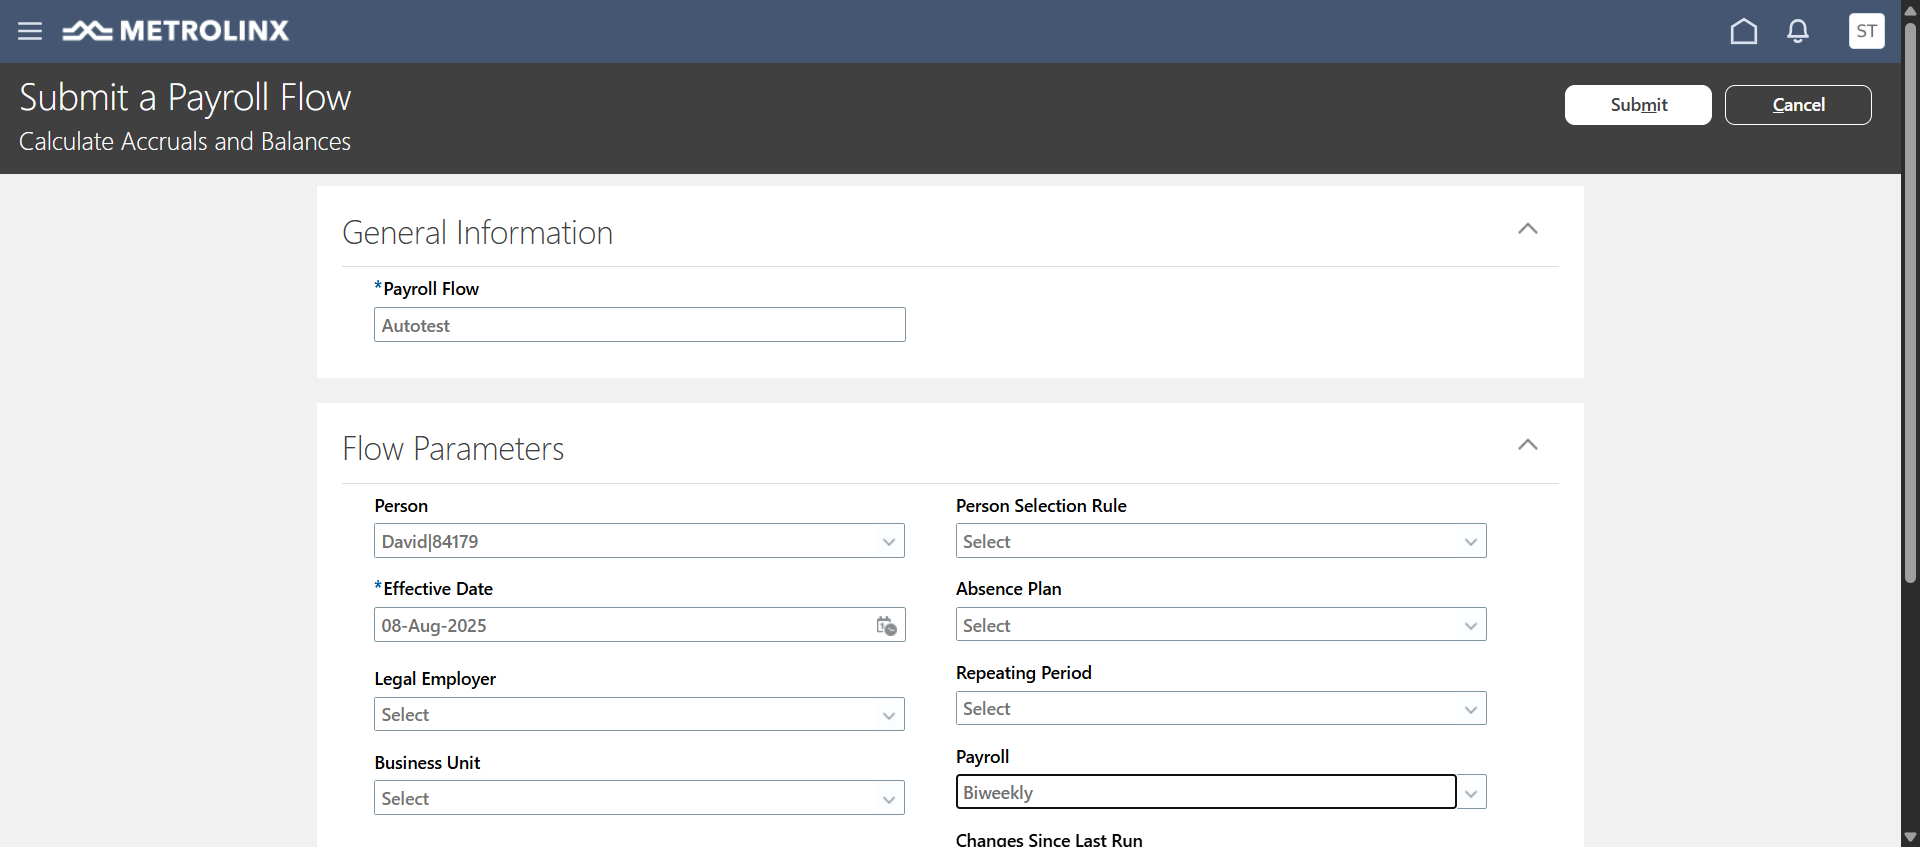 METROLINX
ST
Submit a Payroll Flow
Calculate Accruals and Balances
Submit
Cancel
General Information
*Payroll Flow
Autotest
Flow Parameters
Person
David|84179
*Effective Date
08-Aug-2025
Legal Employer
Select
Business Unit
Select
Person Selection Rule
Select
Absence Plan
Select
Repeating Period
Select
Payroll
Biweekly
Changes Since Last Run